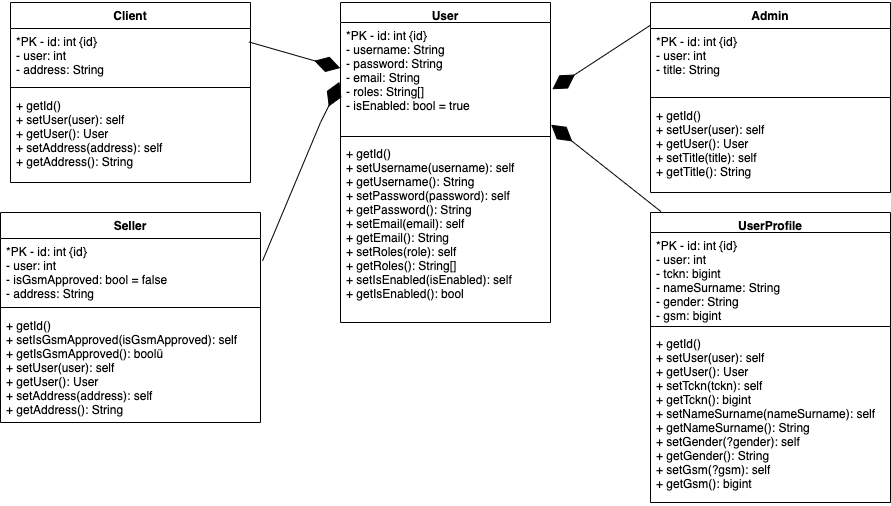 Client
*PK - id: int {id}
- user: int
- address: String
+ getId()
+ setUser(user): self
+ getUser(): User
+ setAddress(address): self
+ getAddress(): String
User
*PK - id: int {id}
- username: String
- password: String
- email: String
- roles: String[]
- isEnabled: bool = true
+ getId()
+ setUsername(username): self
+ getUsername(): String
+ setPassword(password): self
+ getPassword(): String
+ setEmail(email): self
+ getEmail(): String
+ setRoles(role): self
+ getRoles(): String[]
+ setIsEnabled(isEnabled): self
+ getIsEnabled(): bool
Admin
*PK - id: int {id}
- user: int
- title: String
+ getId()
+ setUser(user): self
+ getUser(): User
+ setTitle(title): self
+ getTitle(): String
Seller
*PK - id: int {id}
- user: int
- isGsmApproved: bool = false
- address: String
+ getId()
+ setIsGsmApproved(isGsmApproved): self
+ getIsGsmApproved(): boolü
+ setUser(user): self
+ getUser(): User
+ setAddress(address): self
+ getAddress(): String
UserProfile
*PK - id: int {id}
- user: int
- tckn: bigint
- nameSurname: String
- gender: String
- gsm: bigint
+ getId()
+ setUser(user): self
+ getUser(): User
+ setTckn(tckn): self
+ getTckn(): bigint
+ setNameSurname(nameSurname): self
+ getNameSurname(): String
+ setGender(?gender): self
+ getGender(): String
+ setGsm(?gsm): self
+ getGsm(): bigint